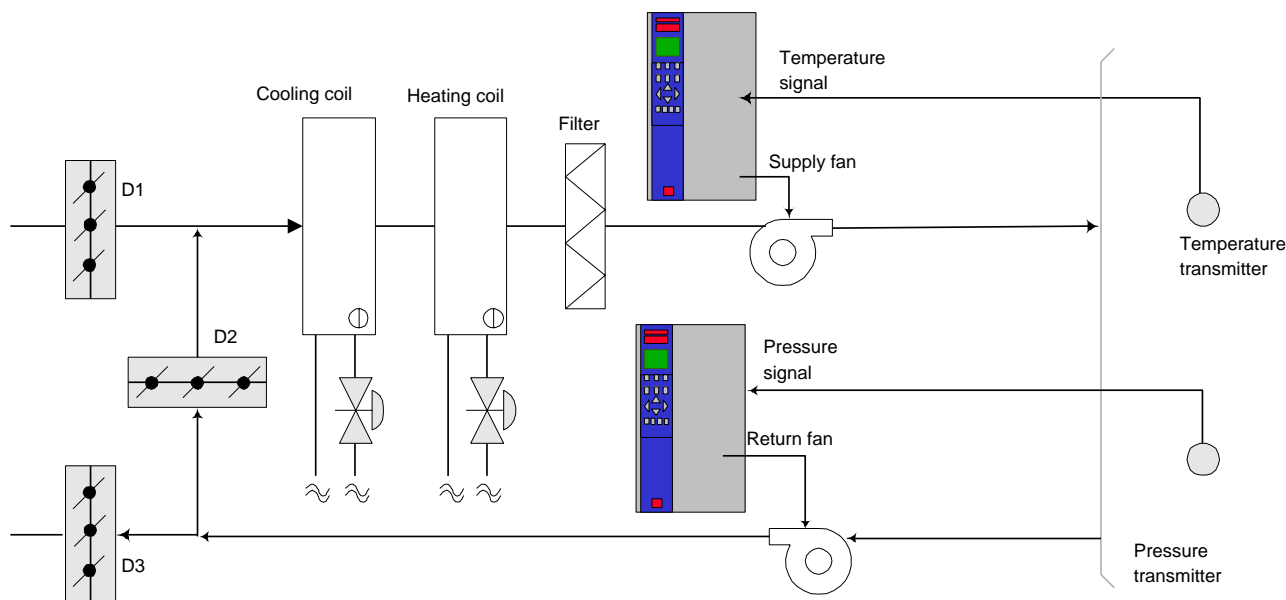 Temperature
signal
Cooling coil
Heating coil
Filter
Supply fan
D1
Temperature
transmitter
D2
Pressure
signal
Return fan
D3
Pressure
transmitter